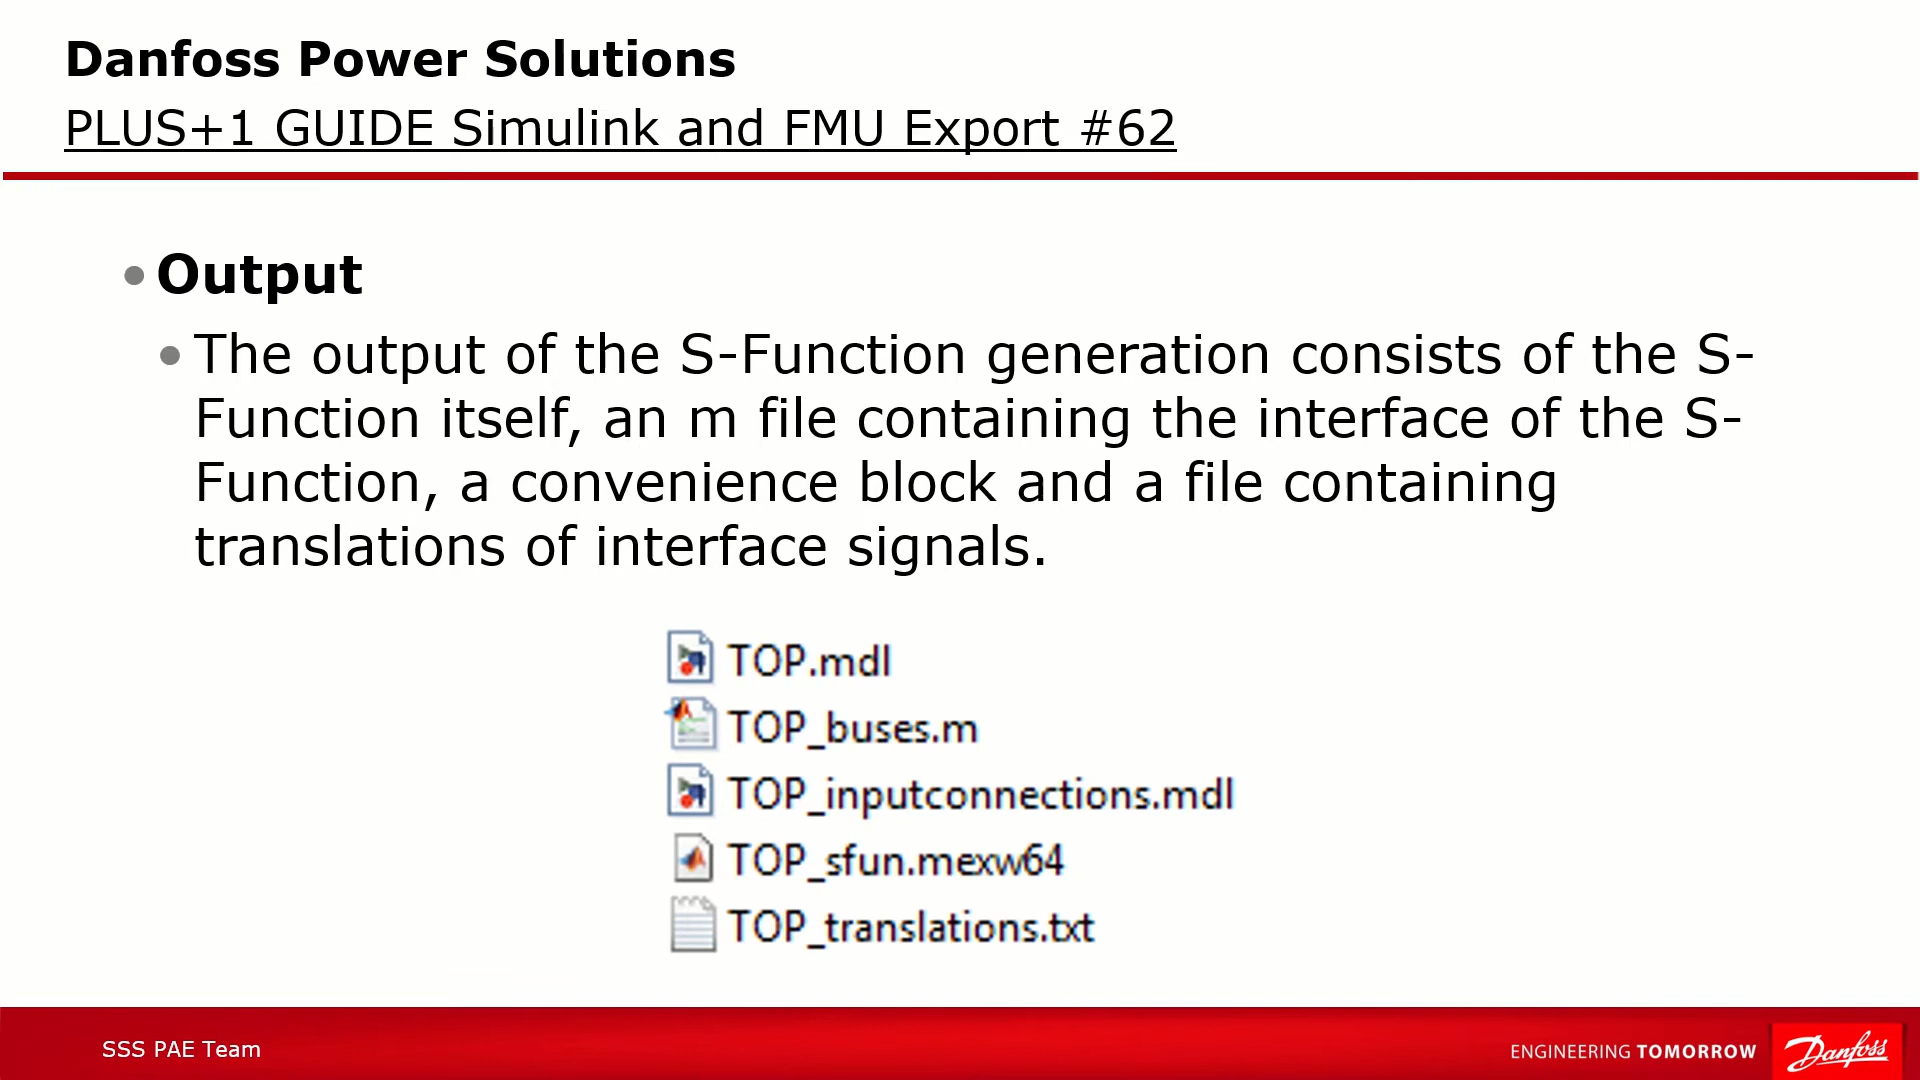 Danfoss Power Solutions
PLUS+1 GUIDE Simulink and FMU Export #62
Output
The output of the S-Function generation consists of the S-
Function itself, an m file containing the interface of the S-
Function, a convenience block and a file containing
translations of interface signals.
TOP.mdl
TOP_buses.m
TOP_inputconnections.mdl
TOP_sfun.mexw64
TOP_translations.txt
SSS PAE Team
ENGINEERING TOMORROW
Danfoss